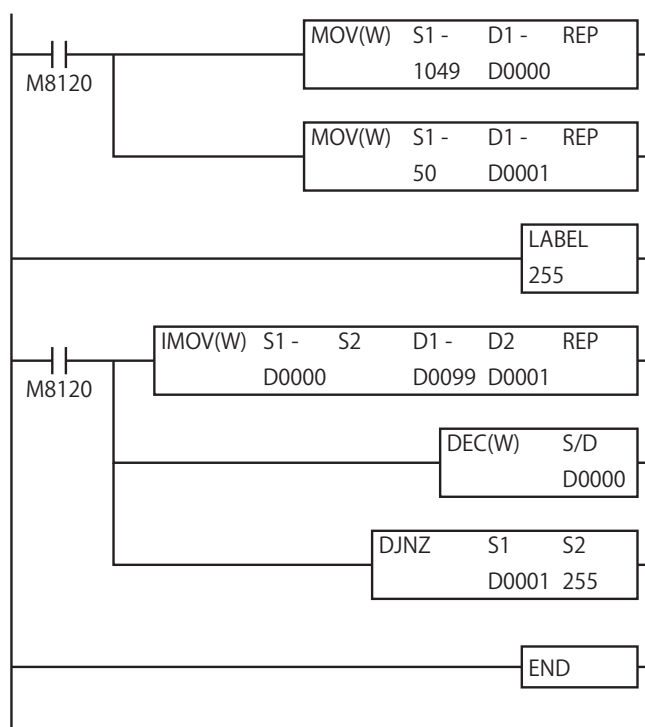 MOV(W) S1 - D1 - REP
1049 D0000
M8120
MOV(W) S1 - D1 - REP
50 D0001
LABEL
255
IMOV(W) S1 - S2 D1 - D2 REP
D0000 D0099 D0001
M8120
DEC(W) S/D
D0000
DJNZ S1 S2
D0001 255
END